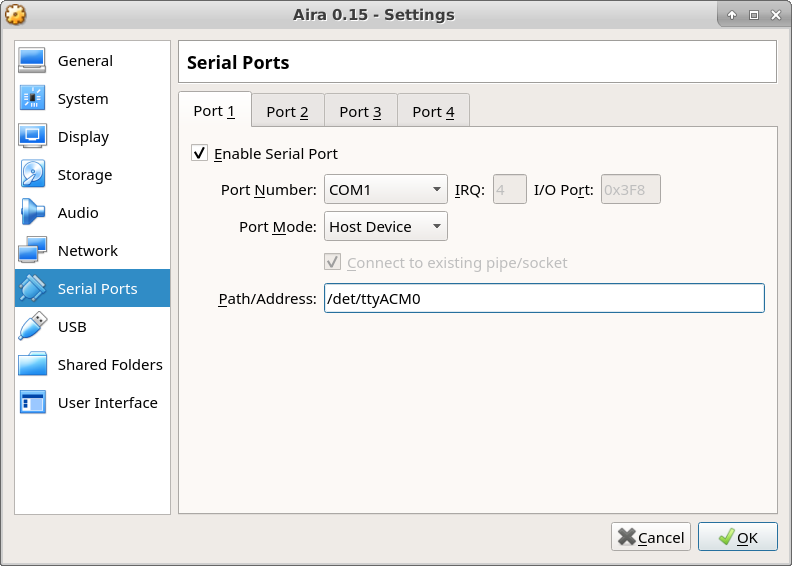 Aira 0.15 - Settings
General
System
Display
Storage
Audio
Network
Serial Ports
USB
Shared Folders
User Interface
Serial Ports
Port 1 Port 2 Port 3 Port 4
Enable Serial Port
Port Number: COM1 IRQ: 4 I/O Port: 0x3F8
Port Mode: Host Device
Connect to existing pipe/socket
Path/Address: /det/ttyACM0
Cancel OK